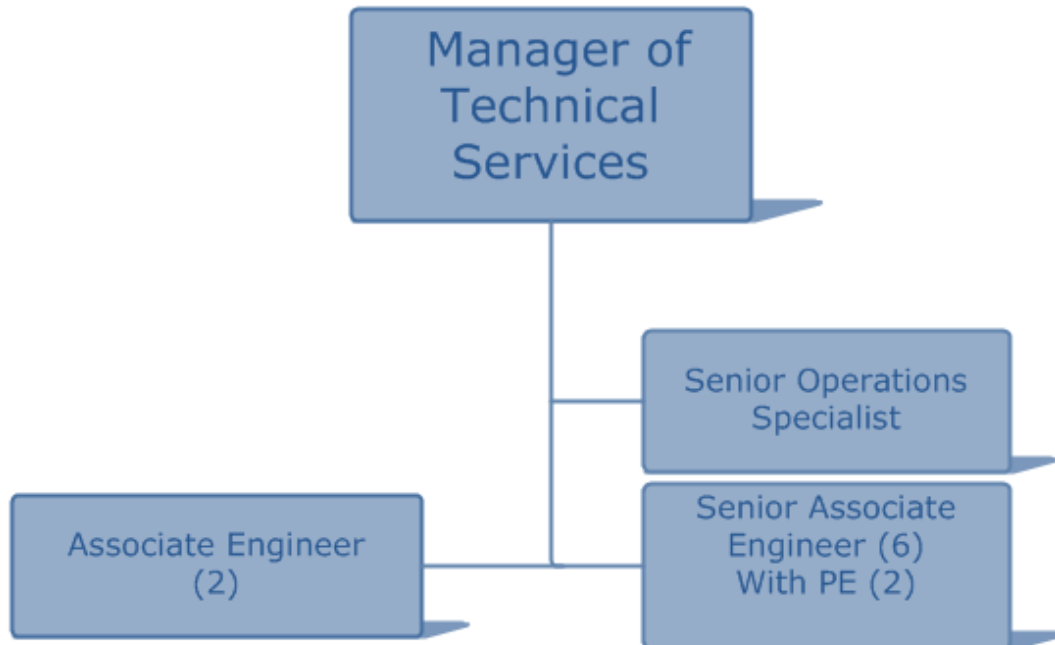 Manager of
Technical
Services
Senior Operations
Specialist
Associate Engineer
(2)
Senior Associate
Engineer (6)
With PE (2)